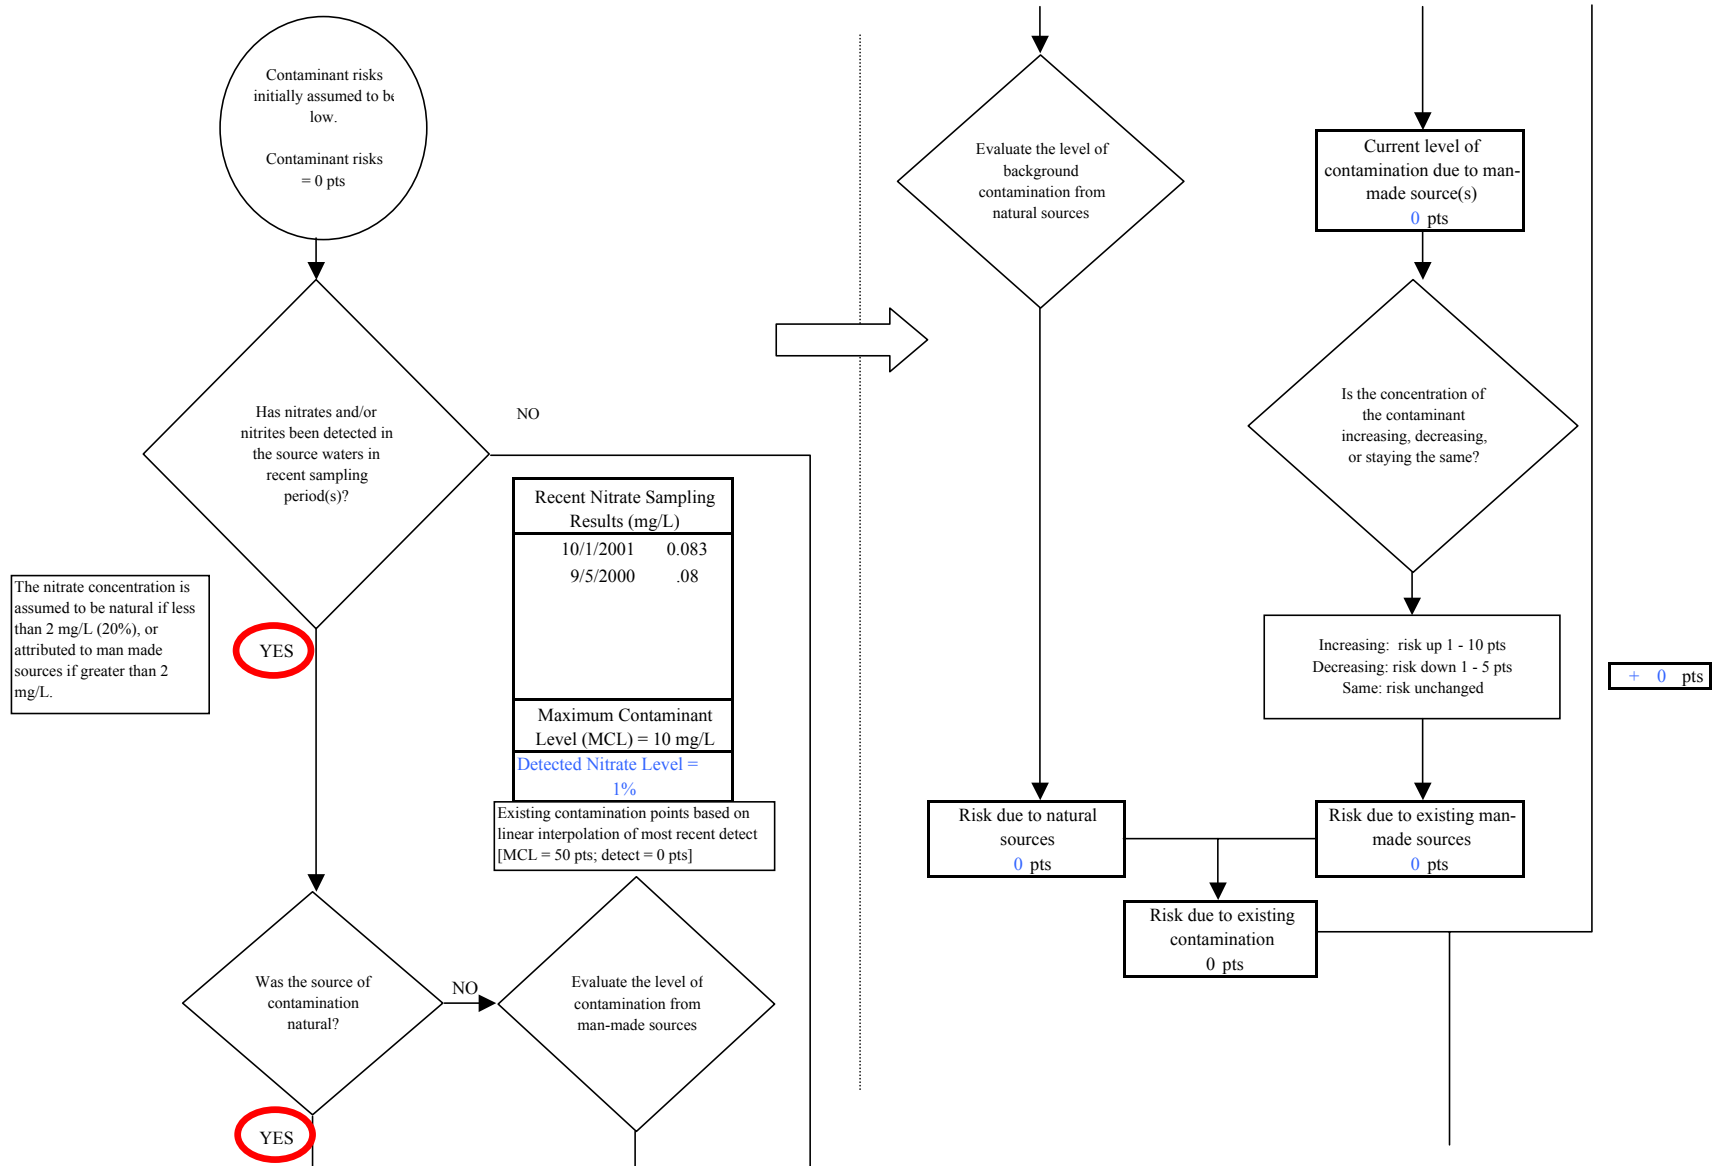 Contaminant risks
initially assumed to be
low.
Contaminant risks
= 0 pts
Has nitrates and/or
nitrites been detected in
the source waters in
recent sampling
period(s)?
NO
The nitrate concentration is
assumed to be natural if less
than 2 mg/L (20%), or
attributed to man made
sources if greater than 2
mg/L.
YES
Recent Nitrate Sampling
Results (mg/L)
10/1/2001 0.083
9/5/2000 .08
Maximum Contaminant
Level (MCL) = 10 mg/L
Detected Nitrate Level =
1%
Existing contamination points based on
linear interpolation of most recent detect
[MCL = 50 pts; detect = 0 pts]
Was the source of
contamination
natural?
NO
Evaluate the level of
contamination from
man-made sources
YES
Evaluate the level of
background
contamination from
natural sources
Current level of
contamination due to man-
made source(s)
0 pts
Is the concentration of
the contaminant
increasing, decreasing,
or staying the same?
Increasing: risk up 1 - 10 pts
Decreasing: risk down 1 - 5 pts
Same: risk unchanged
+ 0 pts
Risk due to natural
sources
0 pts
Risk due to existing man-
made sources
0 pts
Risk due to existing
contamination
0 pts